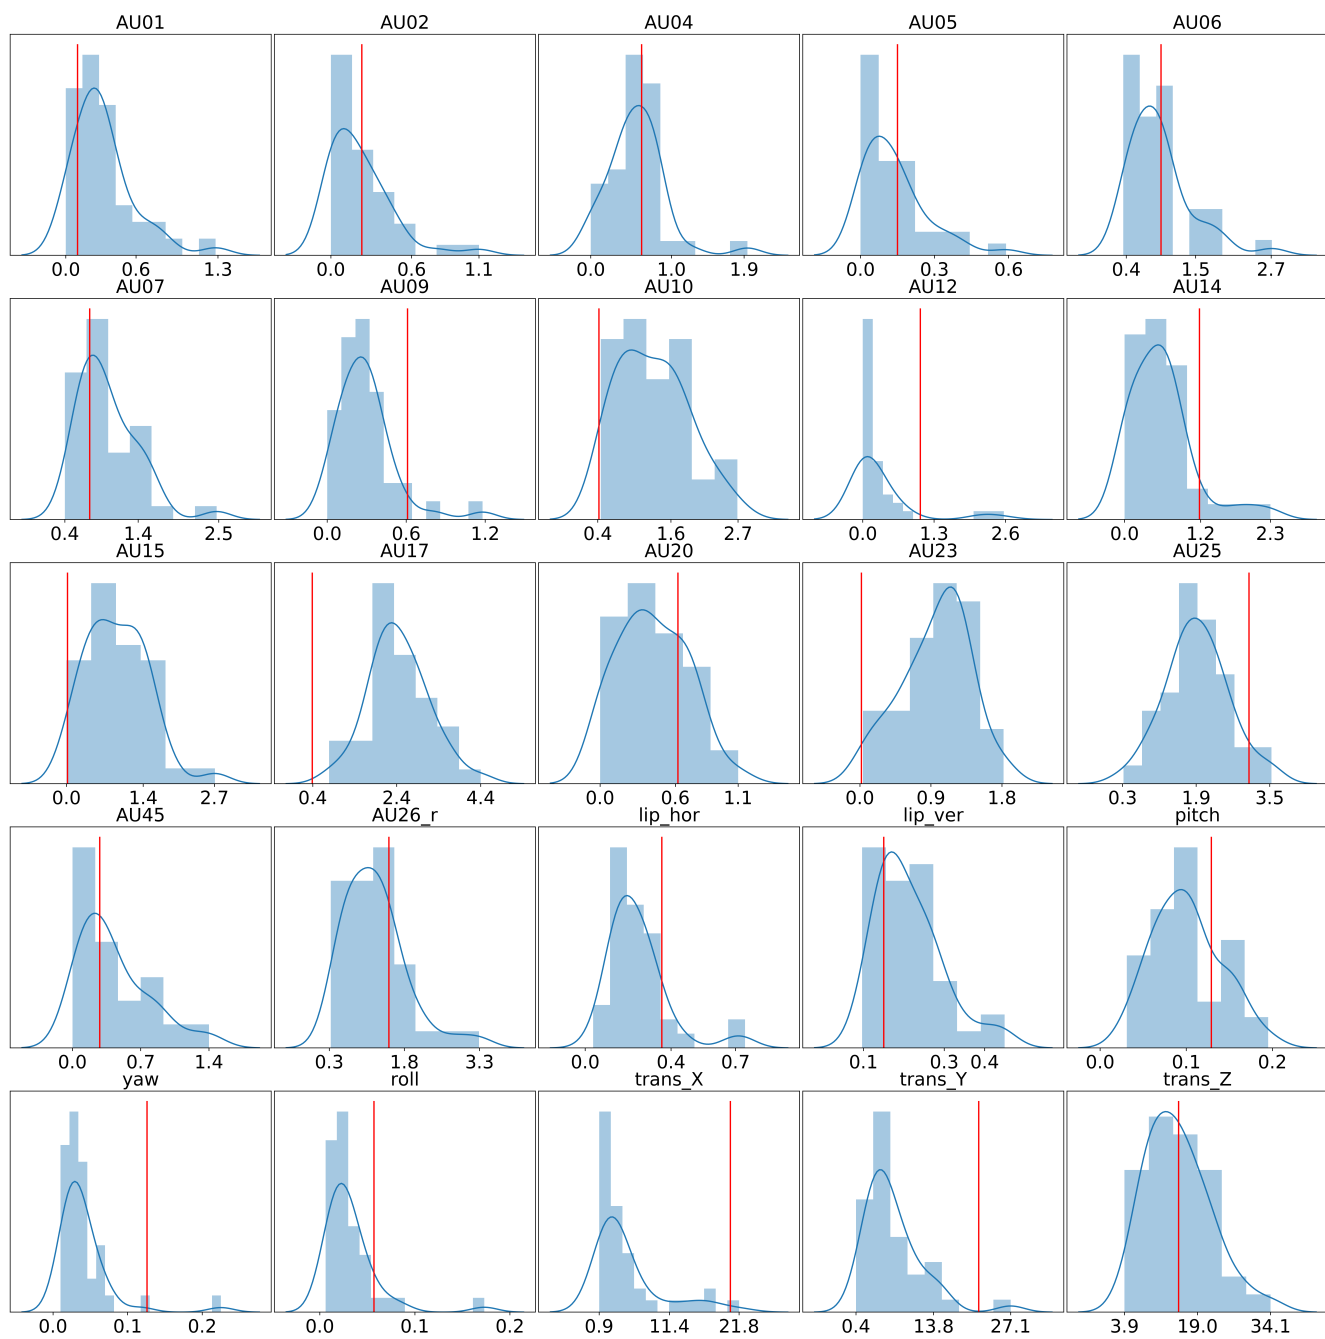 AU01 AU02 AU04 AU05 AU06
0.0 0.6 1.3 0.0 0.6 1.1 0.0 1.0 1.9 0.0 0.3 0.6 0.4 1.5 2.7
AU07 AU09 AU10 AU12 AU14
0.4 1.4 2.5 0.0 0.6 1.2 0.4 1.6 2.7 0.0 1.3 2.6 0.0 1.2 2.3
AU15 AU17 AU20 AU23 AU25
0.0 1.4 2.7 0.4 2.4 4.4 0.0 0.6 1.1 0.0 0.9 1.8 0.3 1.9 3.5
AU45 AU26_r lip_hor lip_ver pitch
0.0 0.7 1.4 0.3 1.8 3.3 0.0 0.4 0.7 0.1 0.3 0.4 0.0 0.1 0.2
yaw roll trans_X trans_Y trans_Z
0.0 0.1 0.2 0.0 0.1 0.2 0.9 11.4 21.8 0.4 13.8 27.1 3.9 19.0 34.1